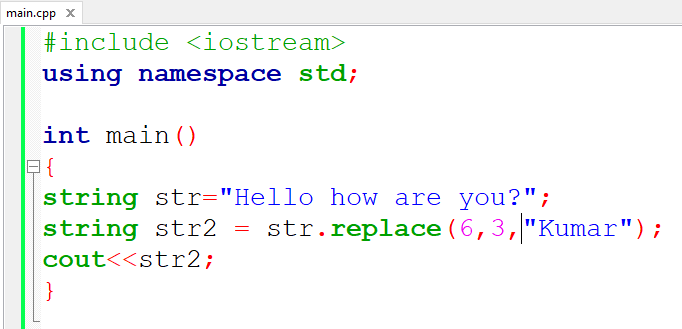 main.cpp X
#include <iostream>
using namespace std;
int main()
{
string str="Hello how are you?";
string str2 = str.replace(6,3,"Kumar");
cout<<str2;
}